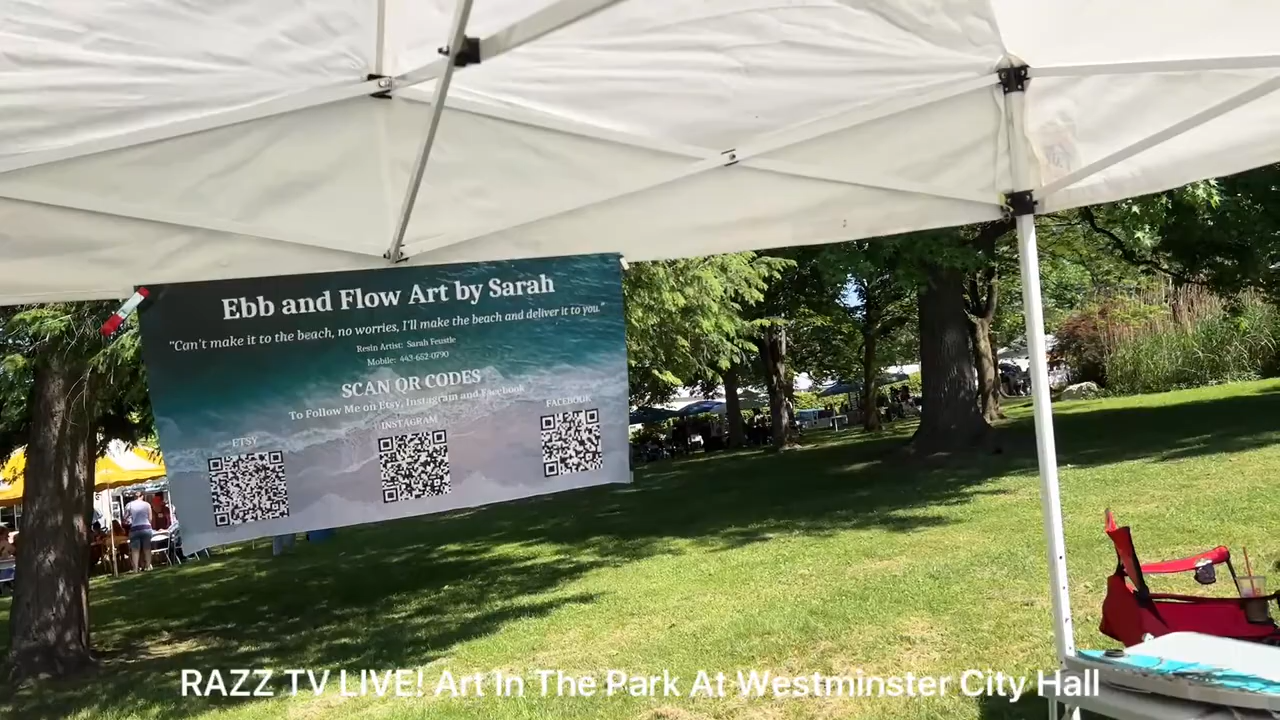 Ebb and Flow Art by Sarah
"Can't make it to the beach, no worries, I'll make the beach and deliver it to you."
Resin Artist: Sarah Feustle
Mobile: 443-652-0790
SCAN QR CODES
To Follow Me on Etsy, Instagram and Facebook
ETSY
INSTAGRAM
FACEBOOK
RAZZ TV LIVE! Art In The Park At Westminster City Hall